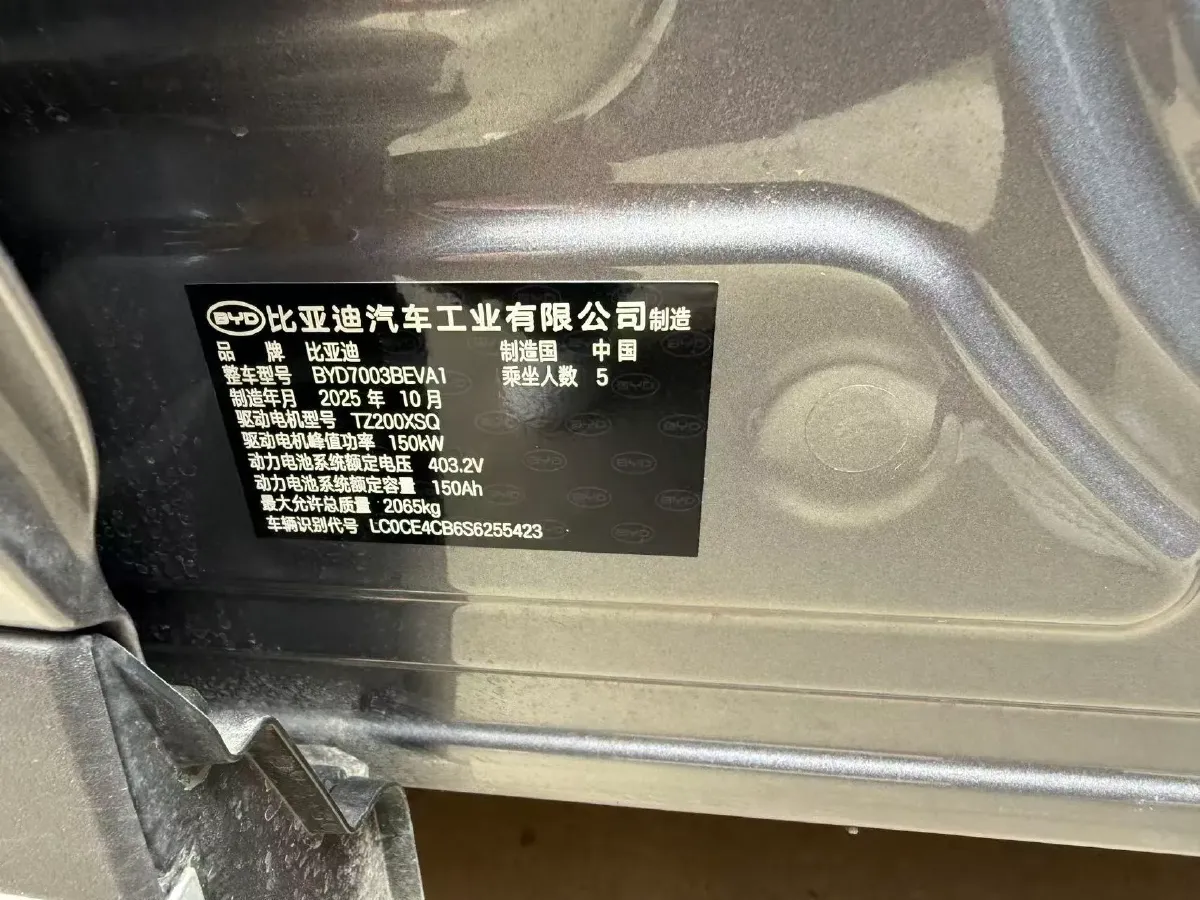 BYD 比亚迪汽车工业有限公司制造
品 牌 比亚迪 制造国 中国
整车型号 BYD7003BEVA1 乘坐人数 5
制造年月 2025 年 10 月
驱动电机型号 TZ200XSQ
驱动电机峰值功率 150kW
动力电池系统额定电压 403.2V
动力电池系统额定容量 150Ah
最大允许总质量 2065kg
车辆识别代号 LC0CE4CB6S6255423